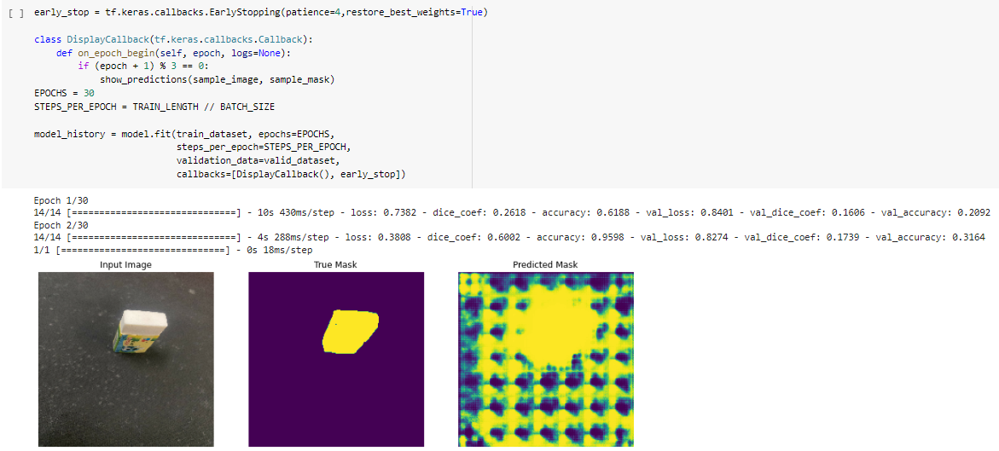 [ ] early_stop = tf.keras.callbacks.EarlyStopping(patience=4,restore_best_weights=True)
class DisplayCallback(tf.keras.callbacks.Callback):
def on_epoch_begin(self, epoch, logs=None):
if (epoch + 1) % 3 == 0:
show_predictions(sample_image, sample_mask)
EPOCHS = 30
STEPS_PER_EPOCH = TRAIN_LENGTH // BATCH_SIZE
model_history = model.fit(train_dataset, epochs=EPOCHS,
steps_per_epoch=STEPS_PER_EPOCH,
validation_data=valid_dataset,
callbacks=[DisplayCallback(), early_stop])
Epoch 1/30
14/14 [==============================] - 10s 430ms/step - loss: 0.7382 - dice_coef: 0.2618 - accuracy: 0.6188 - val_loss: 0.8401 - val_dice_coef: 0.1606 - val_accuracy: 0.2092
Epoch 2/30
14/14 [==============================] - 4s 288ms/step - loss: 0.3808 - dice_coef: 0.6002 - accuracy: 0.9598 - val_loss: 0.8274 - val_dice_coef: 0.1739 - val_accuracy: 0.3164
1/1 [==============================] - 0s 18ms/step
Input Image
True Mask
Predicted Mask